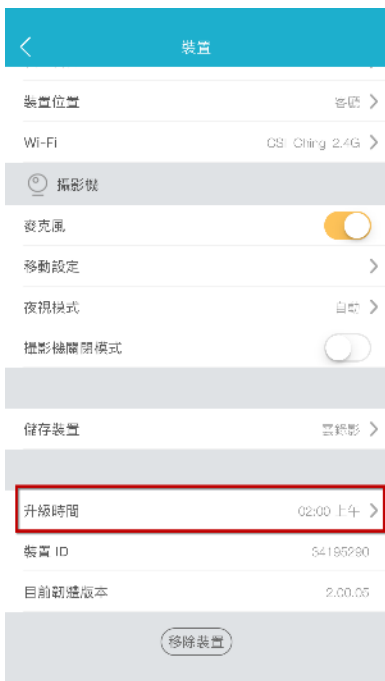 裝置
裝置位置 客廳
Wi-Fi CSI Ching 2.4G
攝影機
麥克風
移動設定
夜視模式 自動
攝影機關閉模式
儲存裝置 雲錄影
升級時間 02:00 上午
裝置 ID 34195290
目前韌體版本 2.00.05
移除裝置